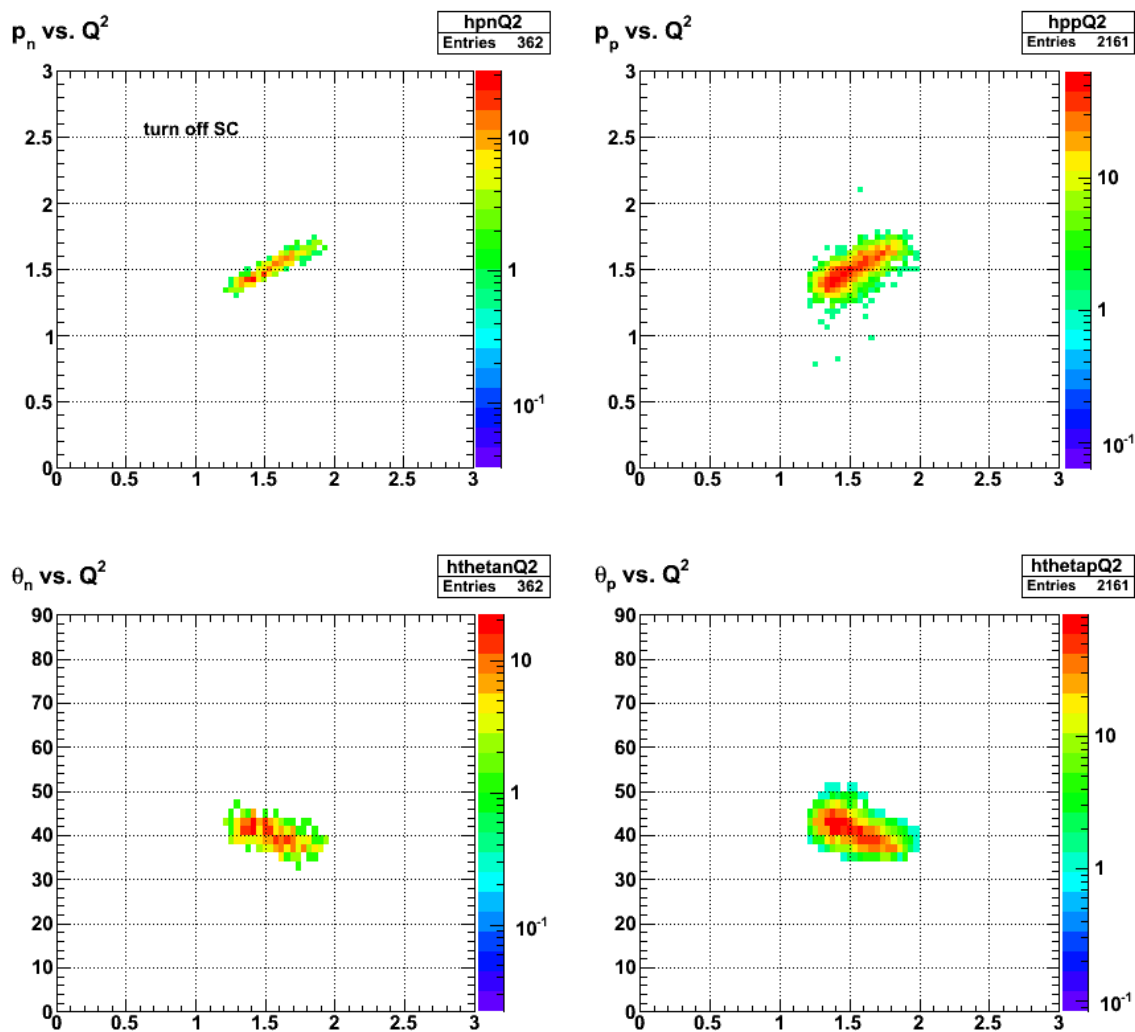 p_n vs. Q^2
hpnQ2
Entries 362
turn off SC
3
2.5
2
1.5
1
0.5
0
0 0.5 1 1.5 2 2.5 3
10
1
10^-1
p_p vs. Q^2
hppQ2
Entries 2161
3
2.5
2
1.5
1
0.5
0
0 0.5 1 1.5 2 2.5 3
10
1
10^-1
θ_n vs. Q^2
hthetanQ2
Entries 362
90
80
70
60
50
40
30
20
10
0
0 0.5 1 1.5 2 2.5 3
10
1
10^-1
θ_p vs. Q^2
hthetapQ2
Entries 2161
90
80
70
60
50
40
30
20
10
0
0 0.5 1 1.5 2 2.5 3
10
1
10^-1